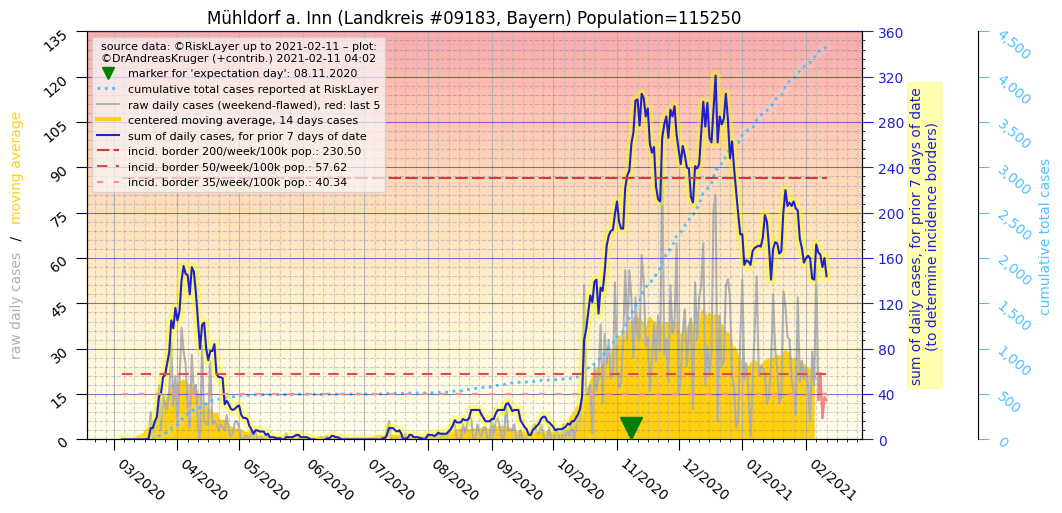 Mühldorf a. Inn (Landkreis #09183, Bayern) Population=115250
source data: ©RiskLayer up to 2021-02-11 – plot:
©DrAndreasKruger (+contrib.) 2021-02-11 04:02
marker for 'expectation day': 08.11.2020
cumulative total cases reported at RiskLayer
raw daily cases (weekend-flawed), red: last 5
centered moving average, 14 days cases
sum of daily cases, for prior 7 days of date
incid. border 200/week/100k pop.: 230.50
incid. border 50/week/100k pop.: 57.62
incid. border 35/week/100k pop.: 40.34
raw daily cases / moving average
135
120
105
90
75
60
45
30
15
0
03/2020
04/2020
05/2020
06/2020
07/2020
08/2020
09/2020
10/2020
11/2020
12/2020
01/2021
02/2021
360
320
280
240
200
160
120
80
40
0
sum of daily cases, for prior 7 days of date
(to determine incidence borders)
4,500
4,000
3,500
3,000
2,500
2,000
1,500
1,000
500
0
cumulative total cases